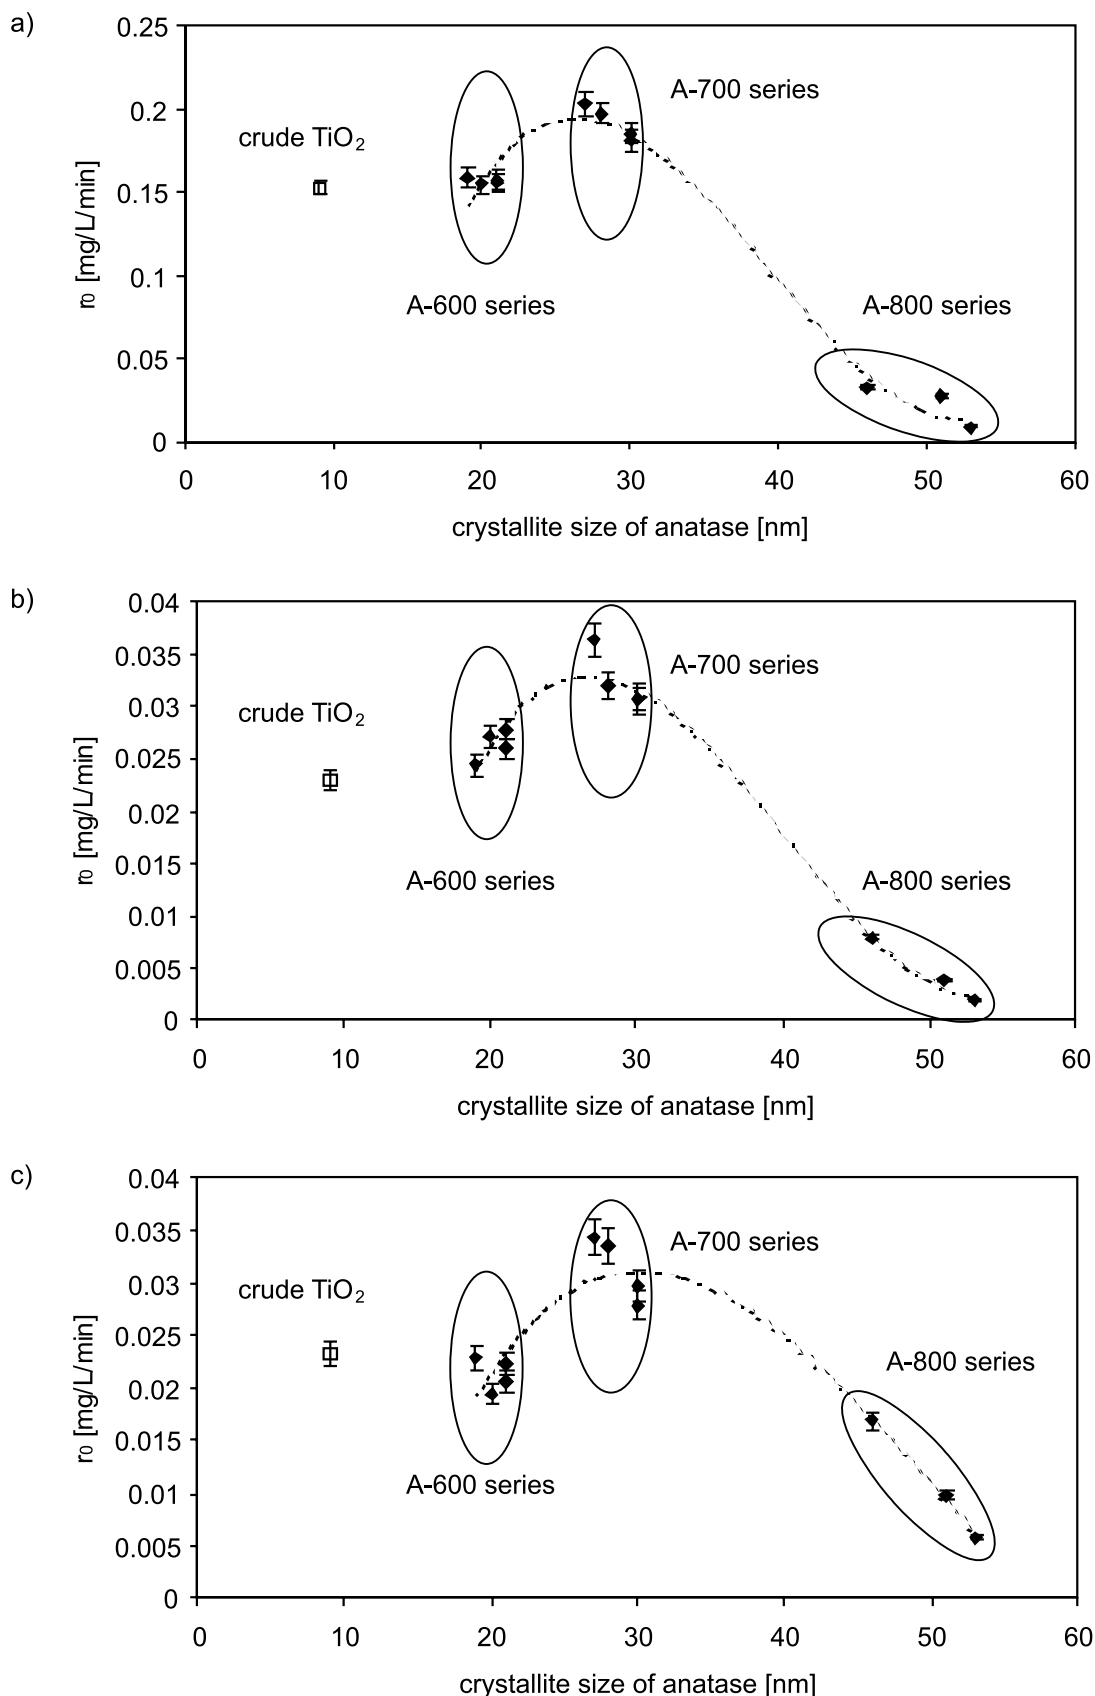 a)
0.25
A-700 series
0.2
crude TiO₂
0.15
r₀ [mg/L/min]
A-600 series
A-800 series
0.1
0.05
0
0 10 20 30 40 50 60
crystallite size of anatase [nm]
b)
0.04
0.035
A-700 series
0.03
crude TiO₂
0.025
r₀ [mg/L/min]
0.02
0.015
A-600 series
A-800 series
0.01
0.005
0
0 10 20 30 40 50 60
crystallite size of anatase [nm]
c)
0.04
0.035
A-700 series
0.03
crude TiO₂
0.025
A-800 series
r₀ [mg/L/min]
0.02
0.015
A-600 series
0.01
0.005
0
0 10 20 30 40 50 60
crystallite size of anatase [nm]